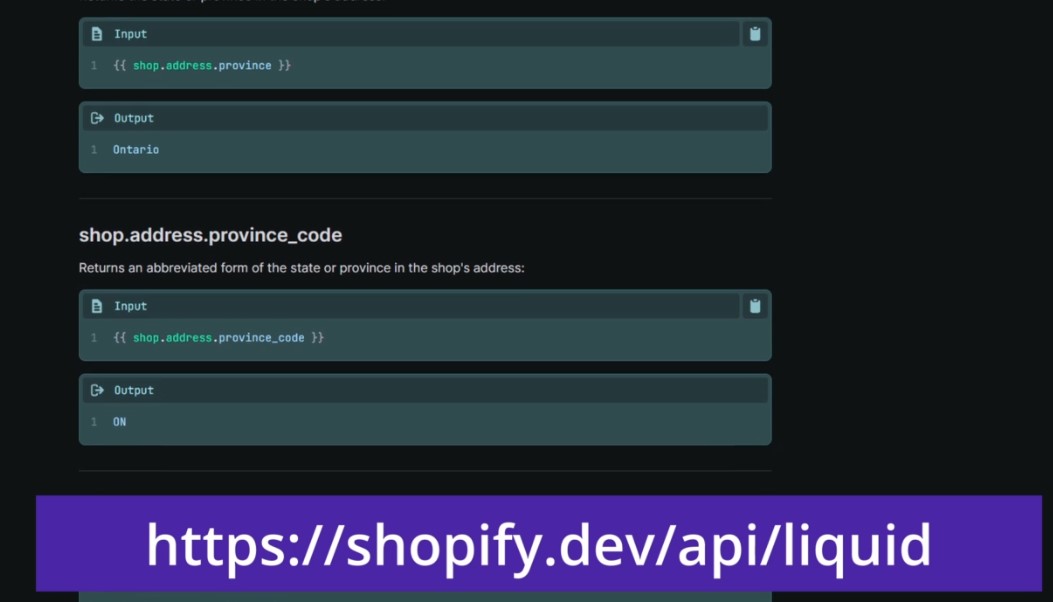 Input
1 {{ shop.address.province }}
Output
1 Ontario
shop.address.province_code
Returns an abbreviated form of the state or province in the shop's address:
Input
1 {{ shop.address.province_code }}
Output
1 ON
https://shopify.dev/api/liquid